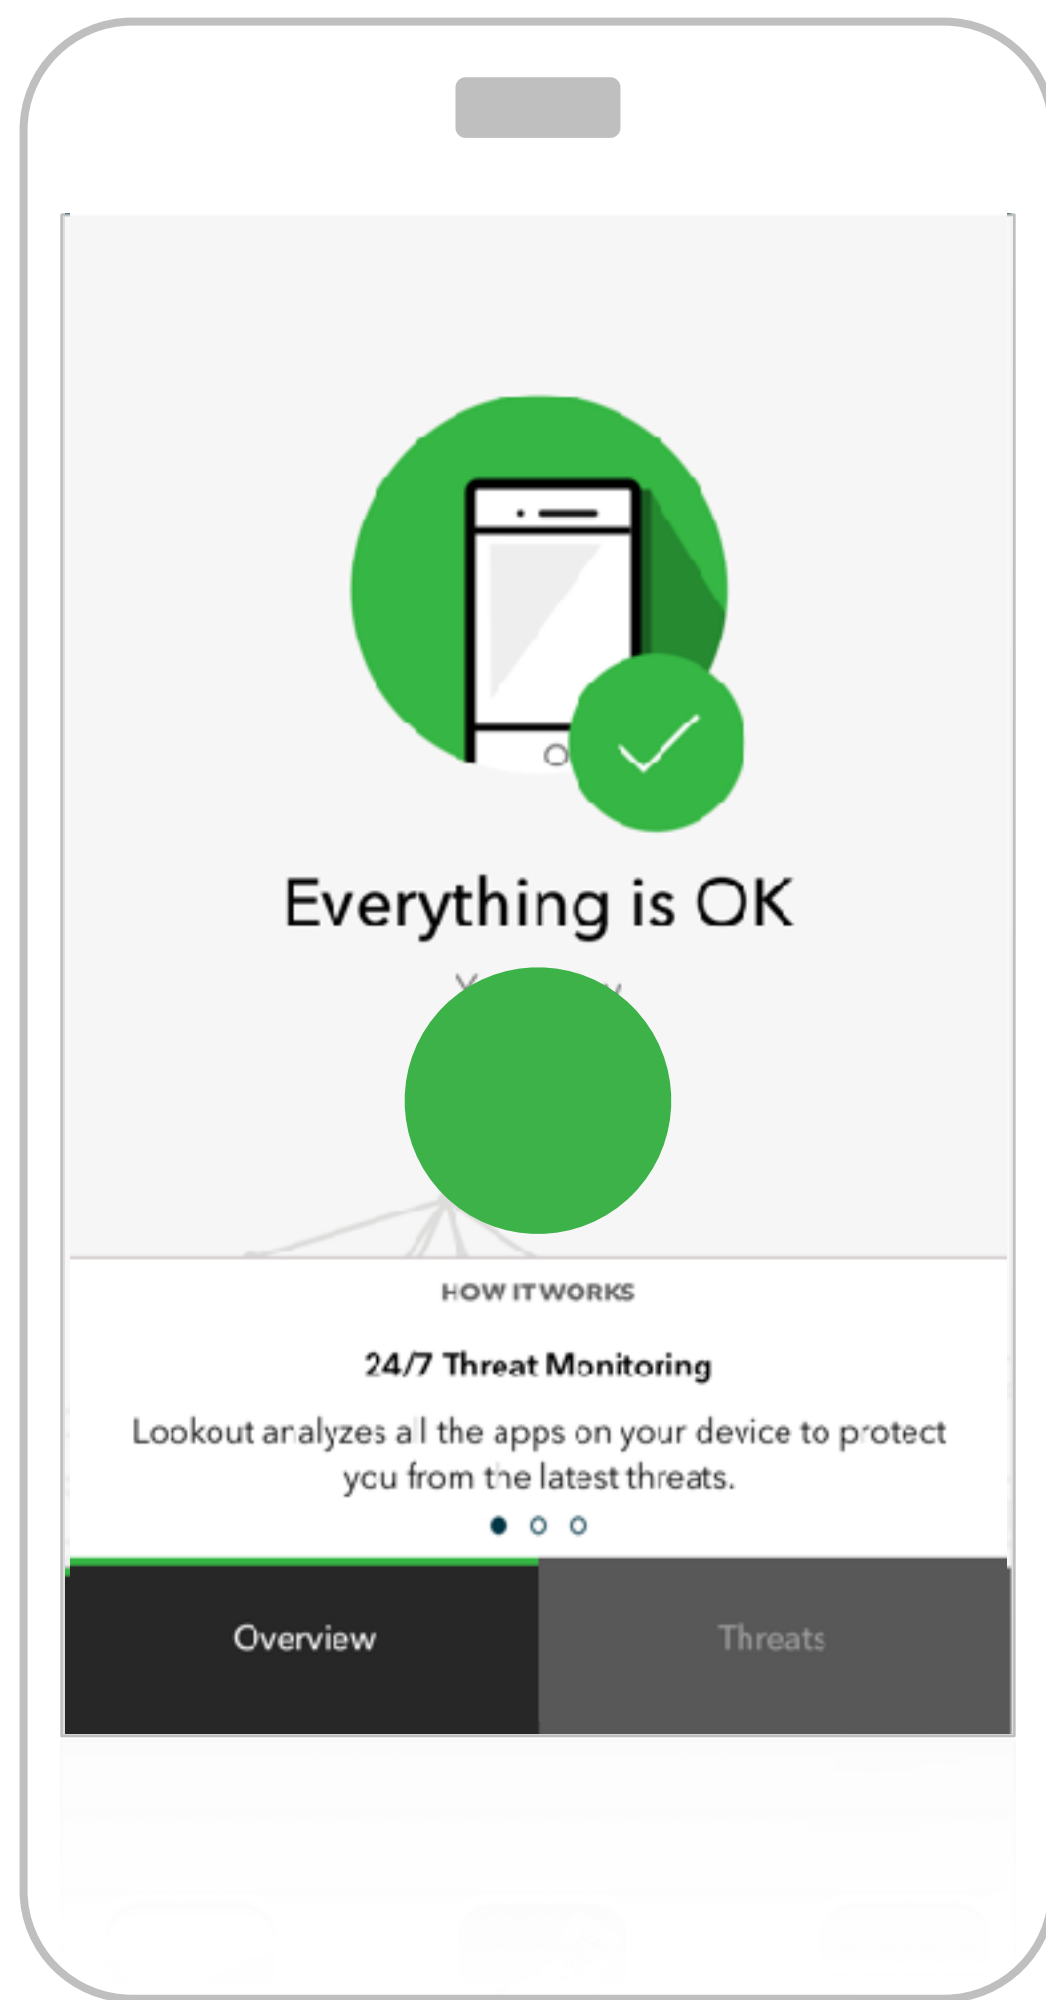 Everything is OK
HOW IT WORKS
24/7 Threat Monitoring
Lookout analyzes all the apps on your device to protect
you from the latest threats.
Overview
Threats